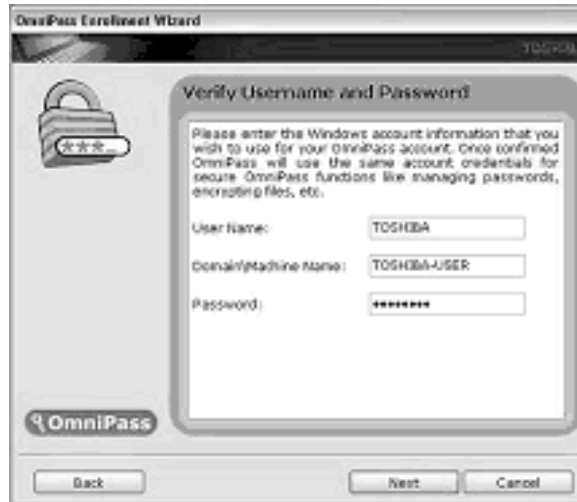 OmniPass Enrollment Wizard
TOSHIBA
***_
Verify Username and Password
Please enter the Windows account information that you
wish to use for your OmniPass account. Once confirmed
OmniPass will use the same account credentials for
secure OmniPass functions like managing passwords,
encrypting files, etc.
User Name: TOSHIBA
Domain\Machine Name: TOSHIBA-USER
Password: ********
OmniPass
Back Next Cancel